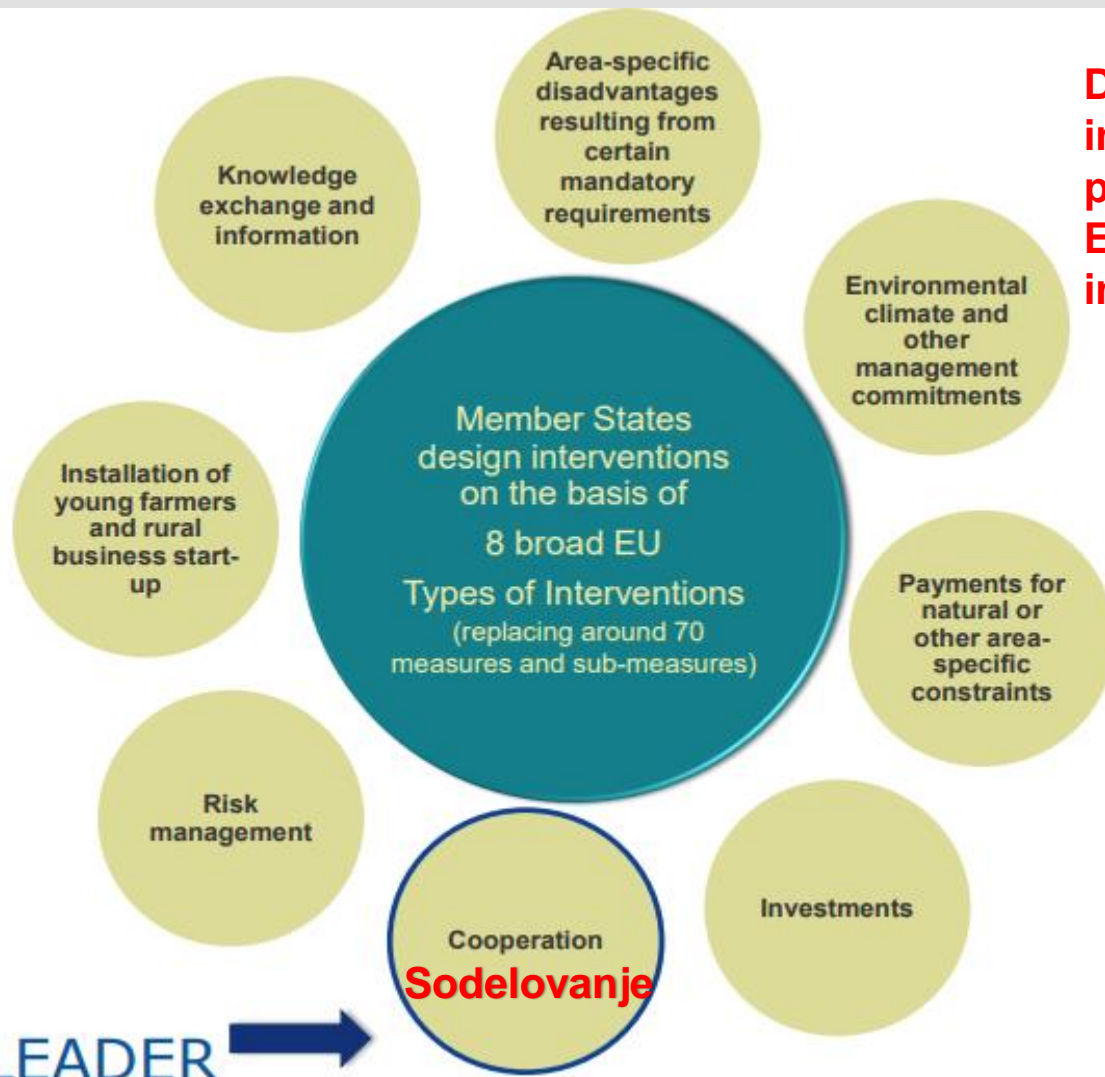 Area-specific
disadvantages
resulting from
certain
mandatory
requirements
Knowledge
exchange and
information
Environmental
climate and
other
management
commitments
Member States
design interventions
on the basis of
8 broad EU
Types of Interventions
(replacing around 70
measures and sub-measures)
Installation of
young farmers
and rural
business start-
up
Payments for
natural or
other area-
specific
constraints
Risk
management
Investments
Cooperation
Sodelovanje
LEADER